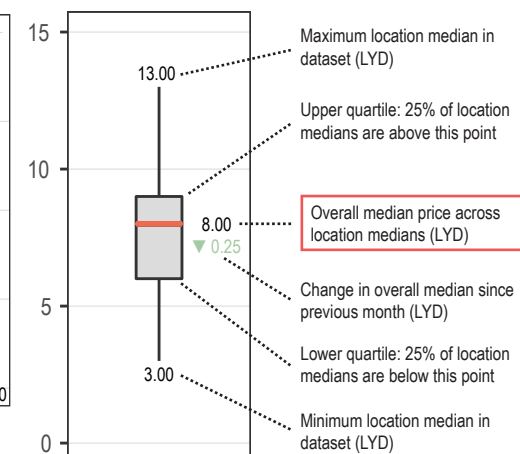 15
10
5
0
0
13.00
8.00
▼ 0.25
3.00
Maximum location median in
dataset (LYD)
Upper quartile: 25% of location
medians are above this point
Overall median price across
location medians (LYD)
Change in overall median since
previous month (LYD)
Lower quartile: 25% of location
medians are below this point
Minimum location median in
dataset (LYD)